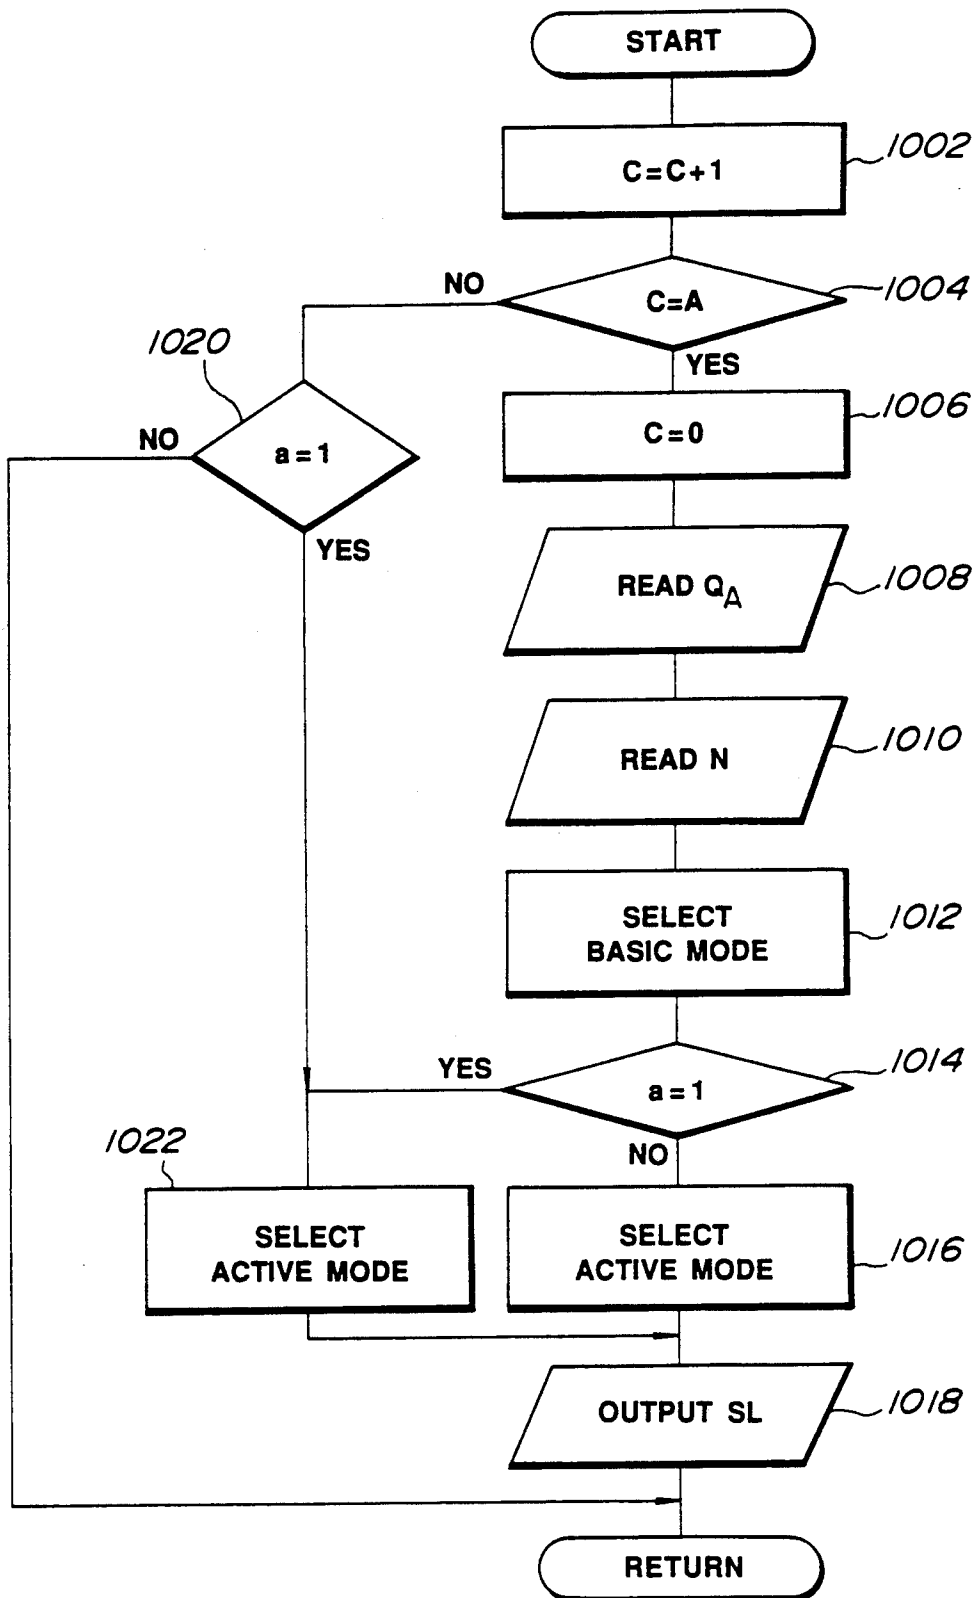 START
C=C+1
1002
NO
C=A
1004
YES
1020
NO
a=1
YES
C=0
1006
READ QA
1008
READ N
1010
SELECT
BASIC MODE
1012
YES
a=1
1014
NO
1022
SELECT
ACTIVE MODE
SELECT
ACTIVE MODE
1016
OUTPUT SL
1018
RETURN